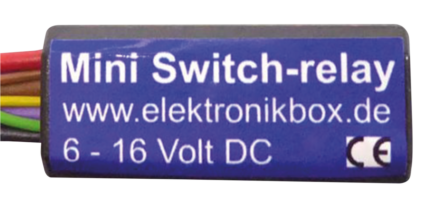 Mini Switch-relay
www.elektronikbox.de
6 - 16 Volt DC CE